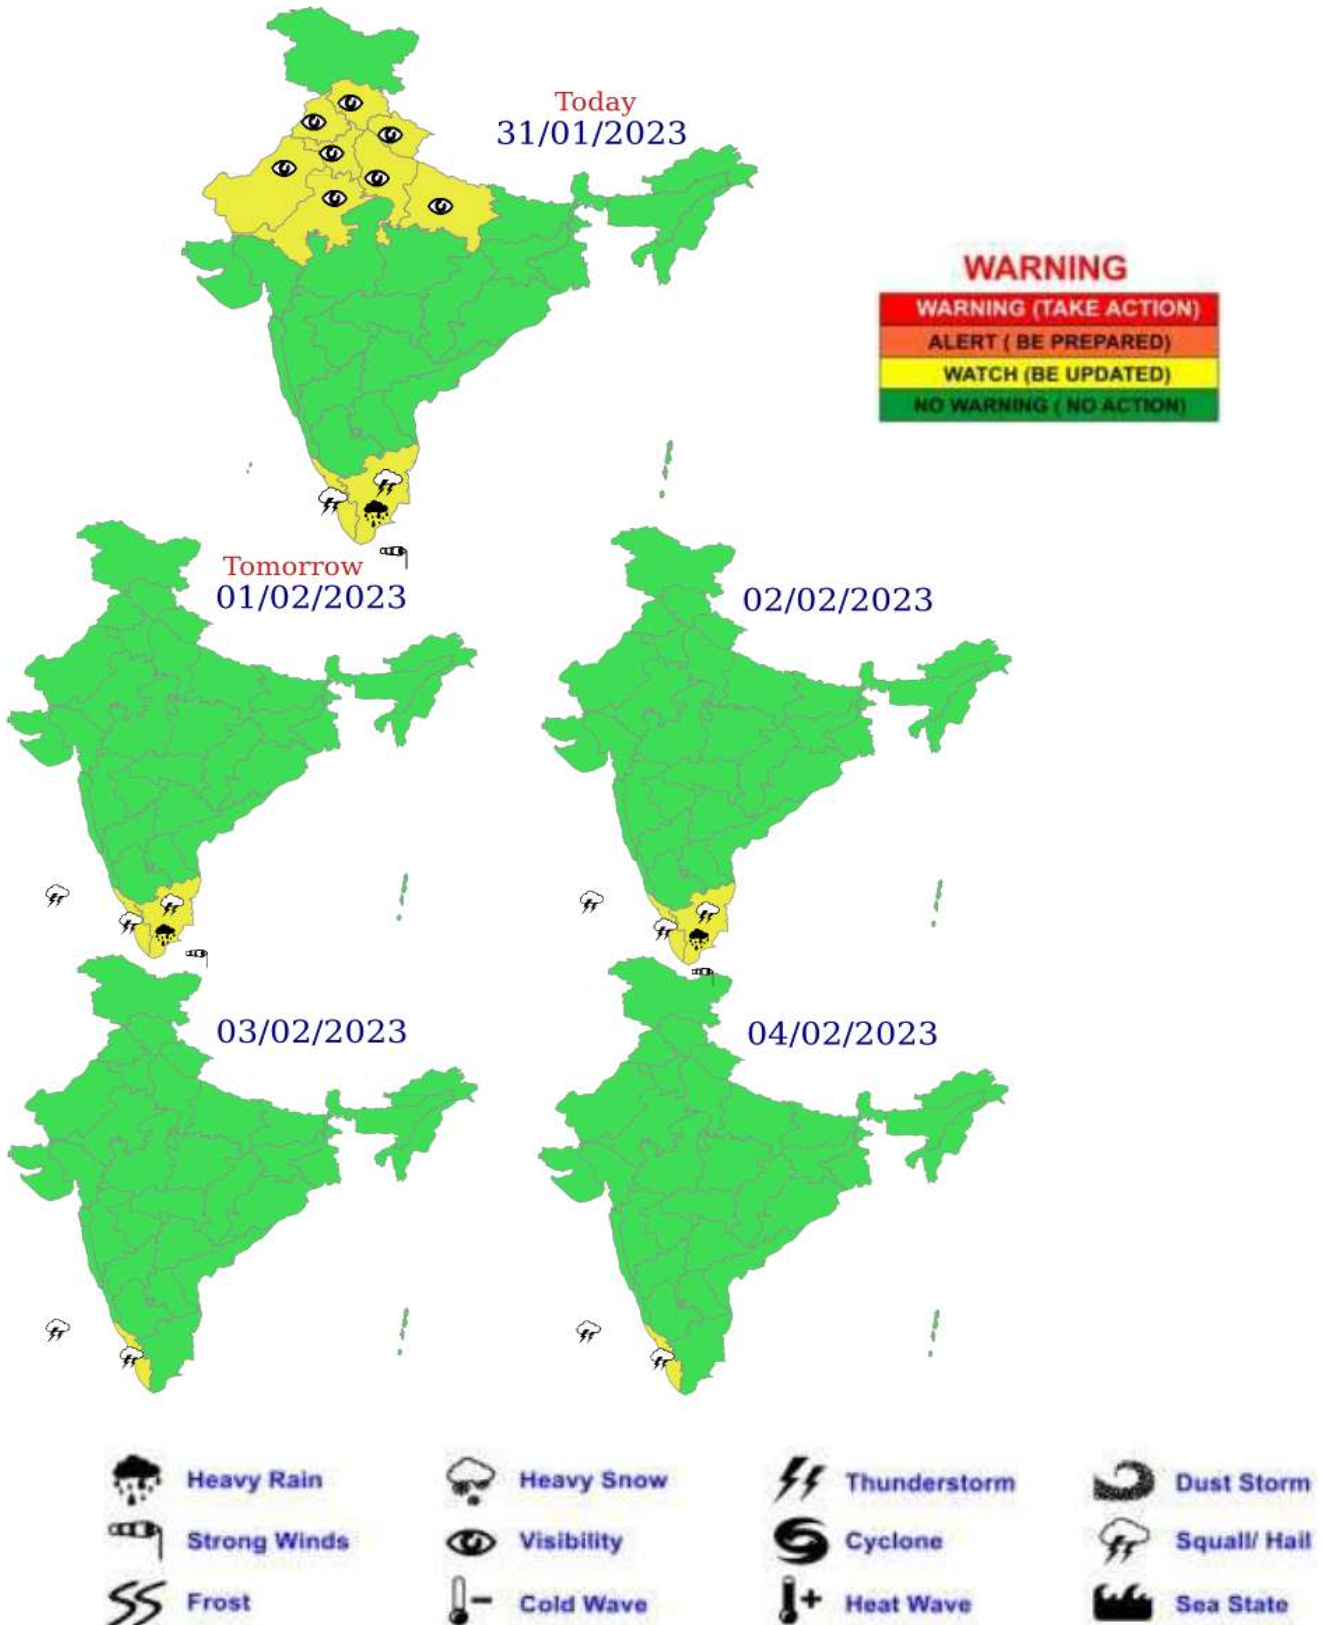 Today
31/01/2023
WARNING
WARNING (TAKE ACTION)
ALERT ( BE PREPARED)
WATCH (BE UPDATED)
NO WARNING ( NO ACTION)
Tomorrow
01/02/2023
02/02/2023
03/02/2023
04/02/2023
Heavy Rain
Heavy Snow
Thunderstorm
Dust Storm
Strong Winds
Visibility
Cyclone
Squall/ Hail
Frost
Cold Wave
Heat Wave
Sea State